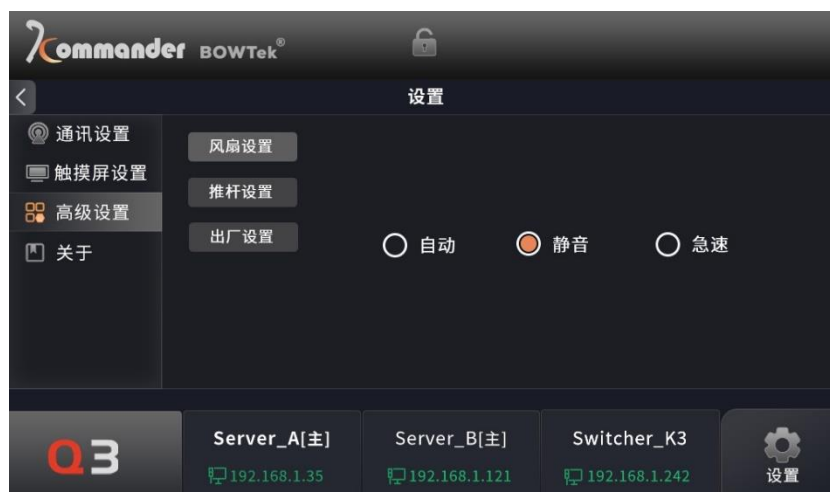 Kommander BOWTek®
设置
通讯设置
触摸屏设置
高级设置
关于
风扇设置
推杆设置
出厂设置
自动 静音 急速
Q3
Server_A[主]
192.168.1.35
Server_B[主]
192.168.1.121
Switcher_K3
192.168.1.242
设置